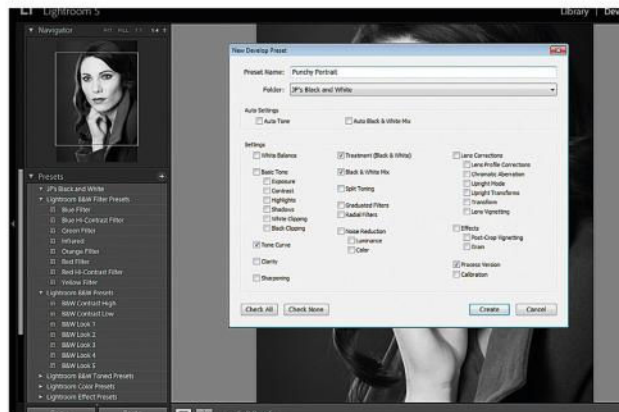 Lightroom 5
Library | Dev
Navigator
New Develop Preset
Preset Name: Punchy Portrait
Folder: JP's Black and White
Auto Settings
Auto Tone
Auto Black & White Mix
Settings
White Balance
Basic Tone
Exposure
Contrast
Highlights
Shadows
White Clipping
Black Clipping
Tone Curve
Clarity
Sharpening
Treatment (Black & White)
Black & White Mix
Split Toning
Graduated Filters
Radial Filters
Noise Reduction
Luminance
Color
Lens Corrections
Lens Profile Corrections
Chromatic Aberration
Upright Mode
Upright Transforms
Transform
Lens Vignetting
Effects
Post-Crop Vignetting
Grain
Process Version
Calibration
Check All
Check None
Create
Cancel
Presets
JP's Black and White
Lightroom B&W Filter Presets
Blue Filter
Blue Hi-Contrast Filter
Green Filter
Infrared
Orange Filter
Red Filter
Red Hi-Contrast Filter
Yellow Filter
Lightroom B&W Presets
B&W Contrast High
B&W Contrast Low
B&W Look 1
B&W Look 2
B&W Look 3
B&W Look 4
B&W Look 5
Lightroom B&W Toned Presets
Lightroom Color Presets
Lightroom Effect Presets